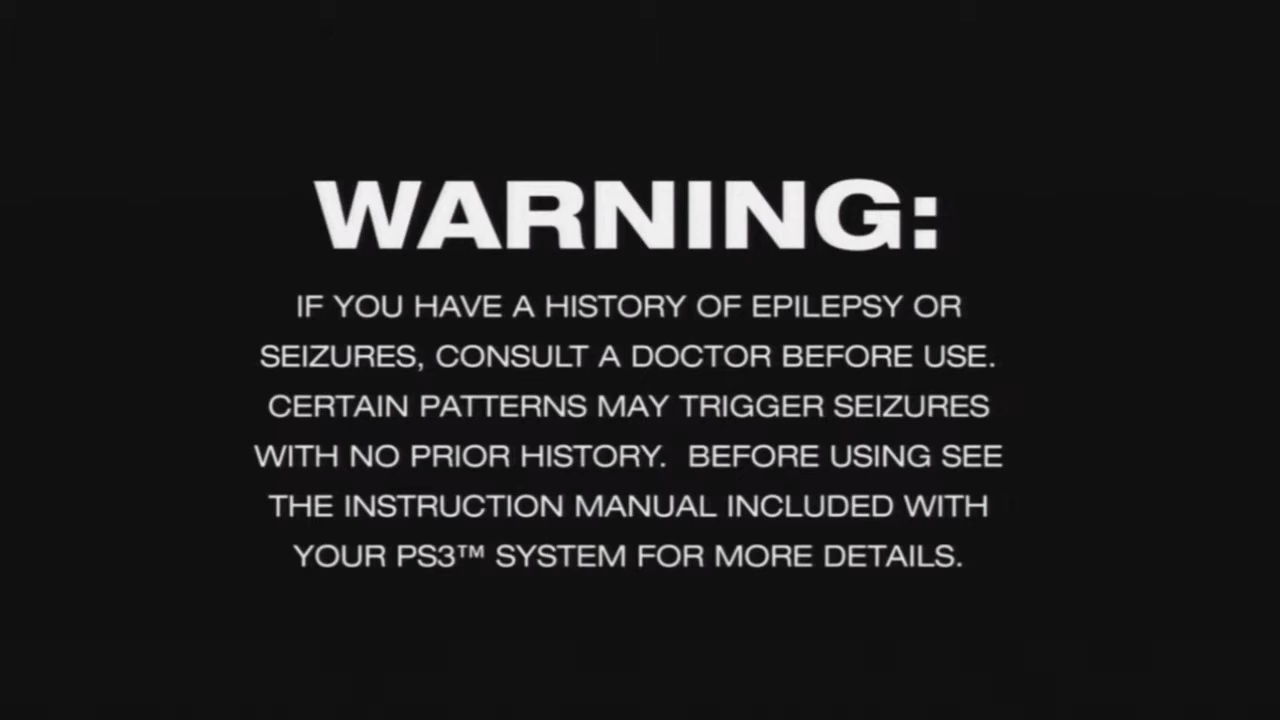 WARNING:
IF YOU HAVE A HISTORY OF EPILEPSY OR
SEIZURES, CONSULT A DOCTOR BEFORE USE.
CERTAIN PATTERNS MAY TRIGGER SEIZURES
WITH NO PRIOR HISTORY.  BEFORE USING SEE
THE INSTRUCTION MANUAL INCLUDED WITH
YOUR PS3™ SYSTEM FOR MORE DETAILS.